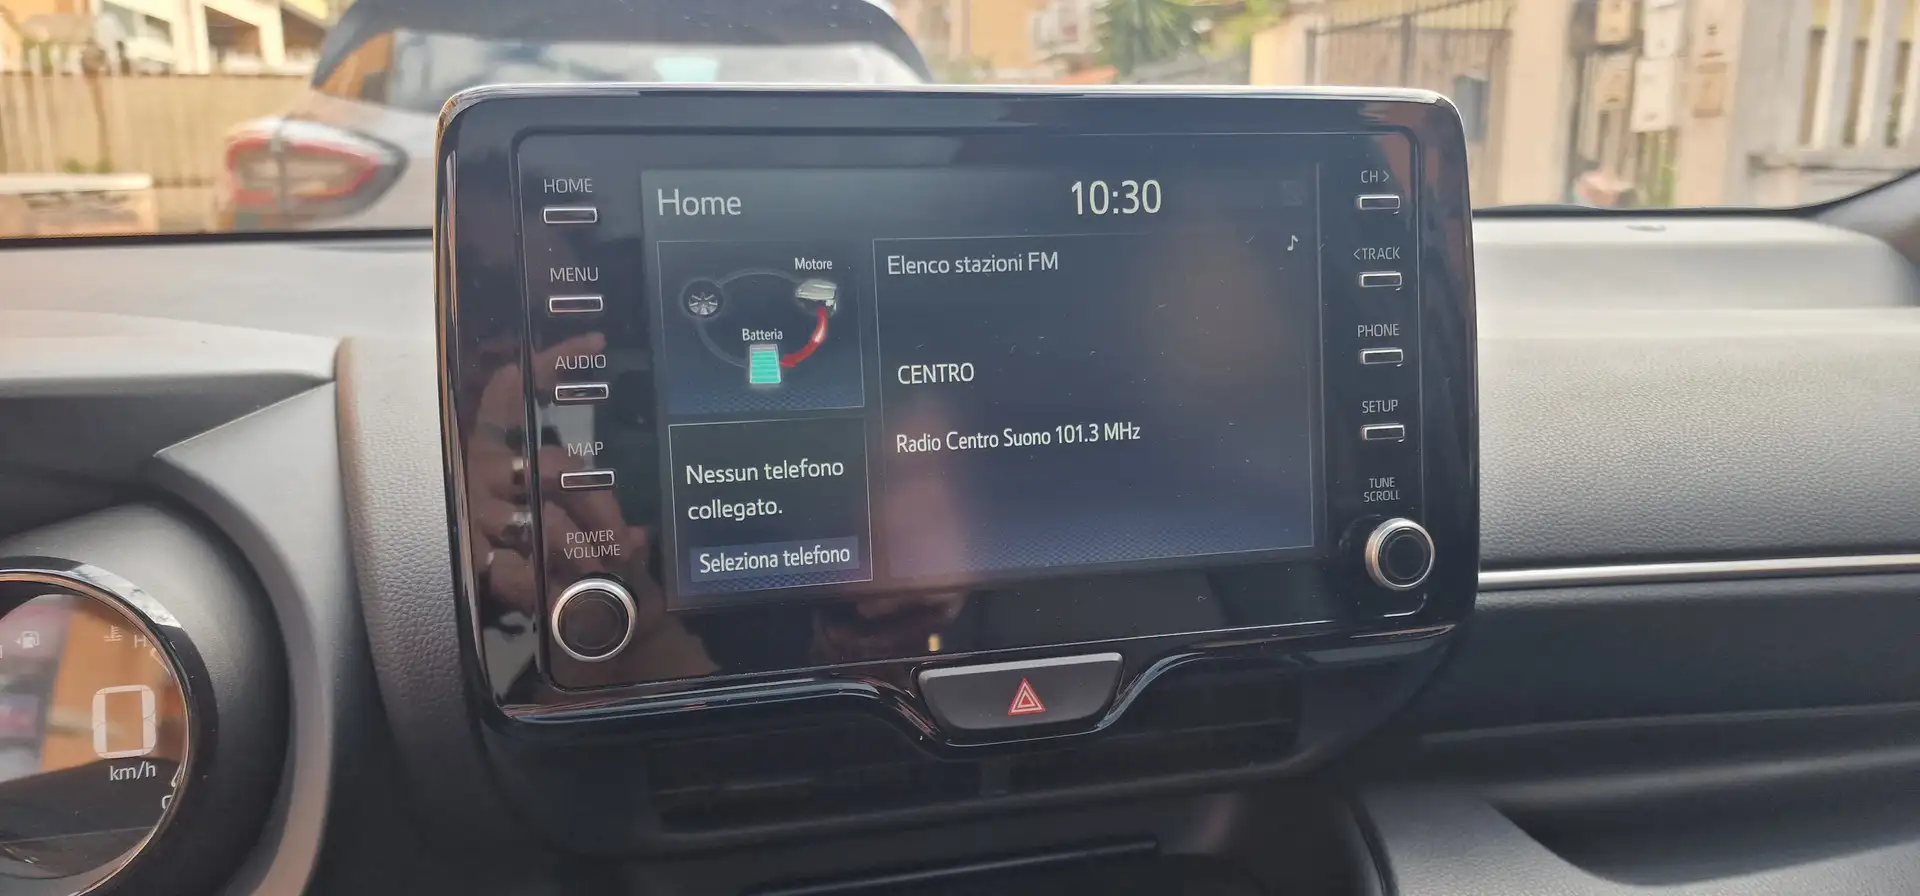 HOME
MENU
AUDIO
MAP
POWER
VOLUME
Home
10:30
Motore
Batteria
Nessun telefono
collegato.
Seleziona telefono
Elenco stazioni FM
CENTRO
Radio Centro Suono 101.3 MHz
CH >
<TRACK
PHONE
SETUP
TUNE
SCROLL
H
0
km/h